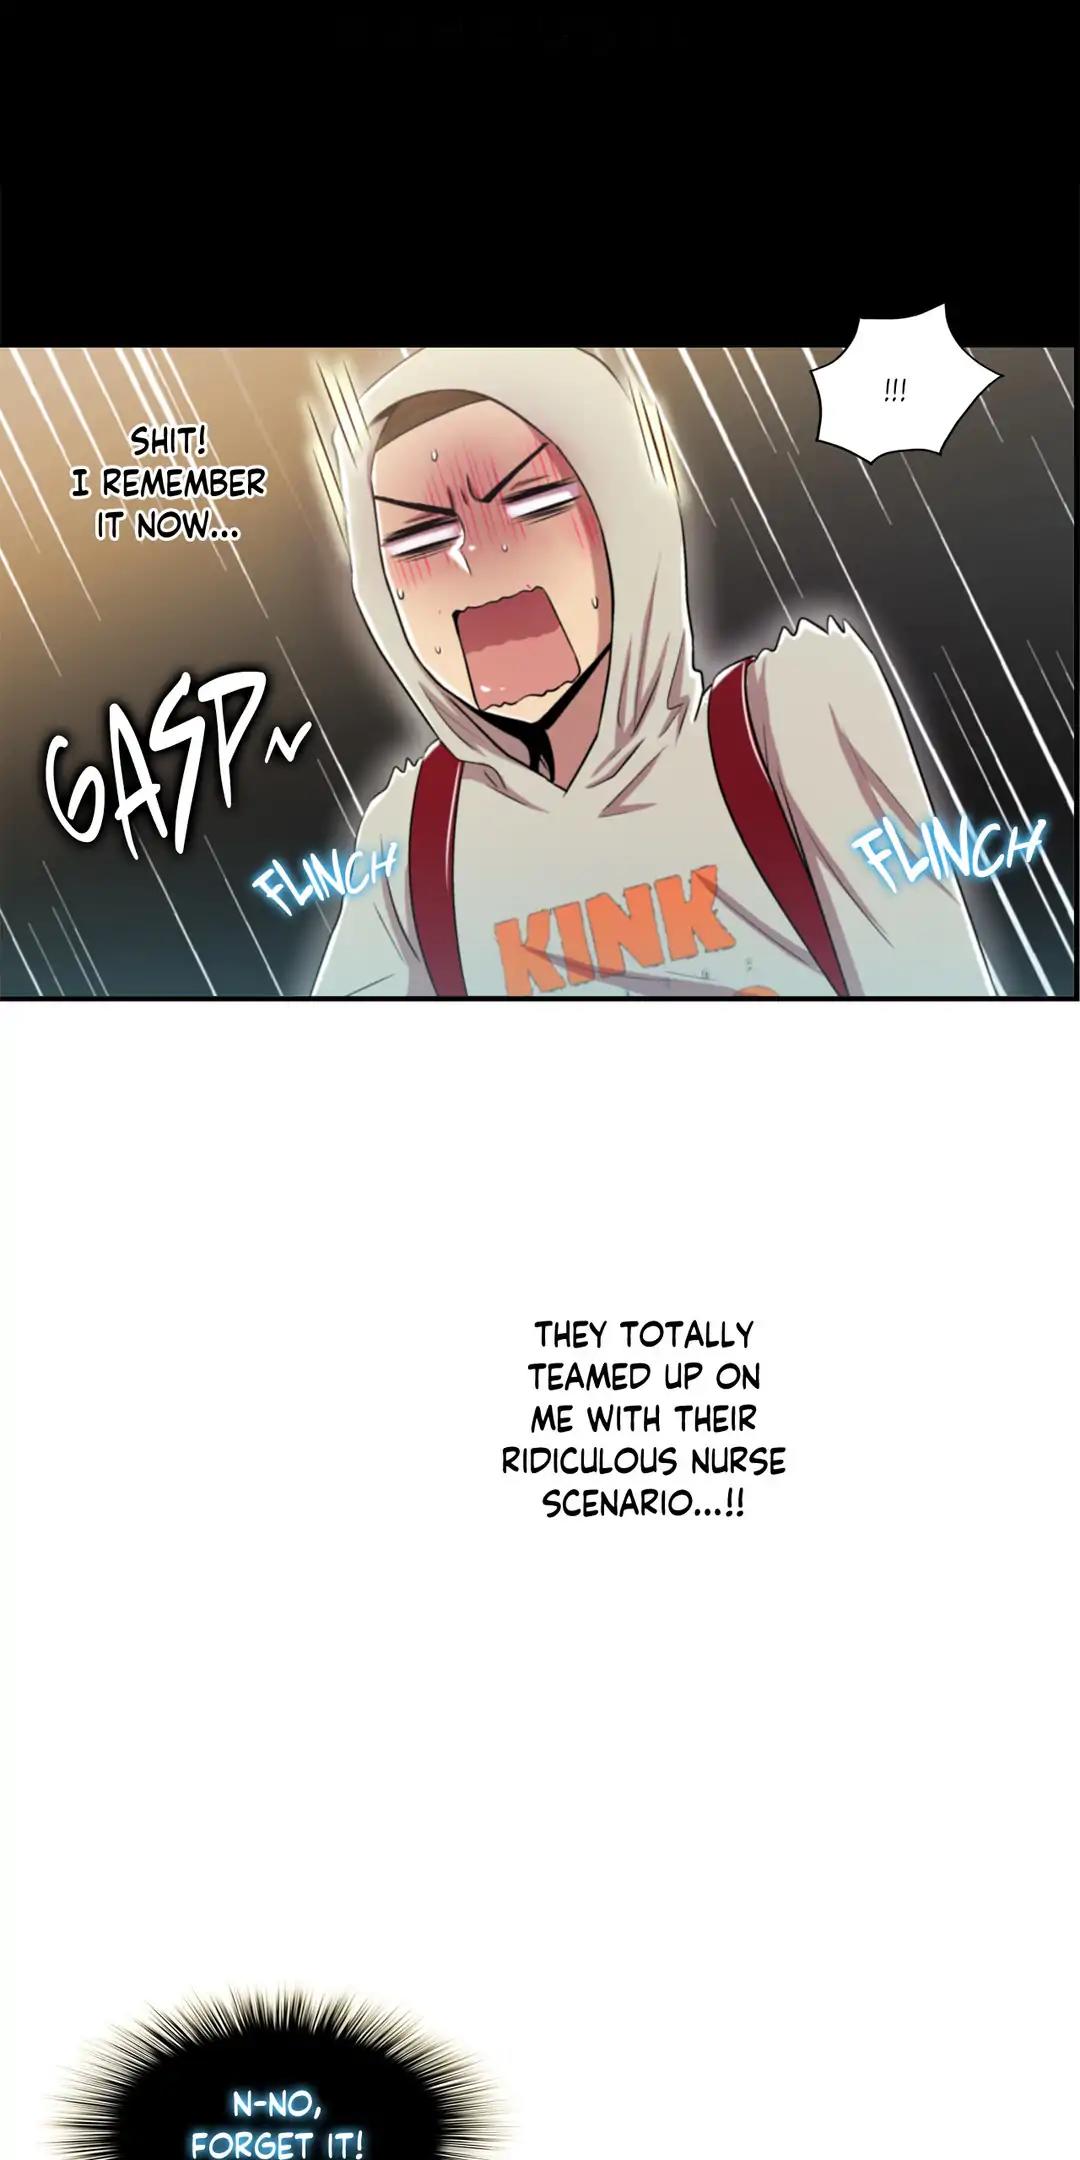 !!!
SHIT!
I REMEMBER
IT NOW...
GASP~
FLINCH
FLINCH
KINK
THEY TOTALLY
TEAMED UP ON
ME WITH THEIR
RIDICULOUS NURSE
SCENARIO...!!
N-NO,
FORGET IT!